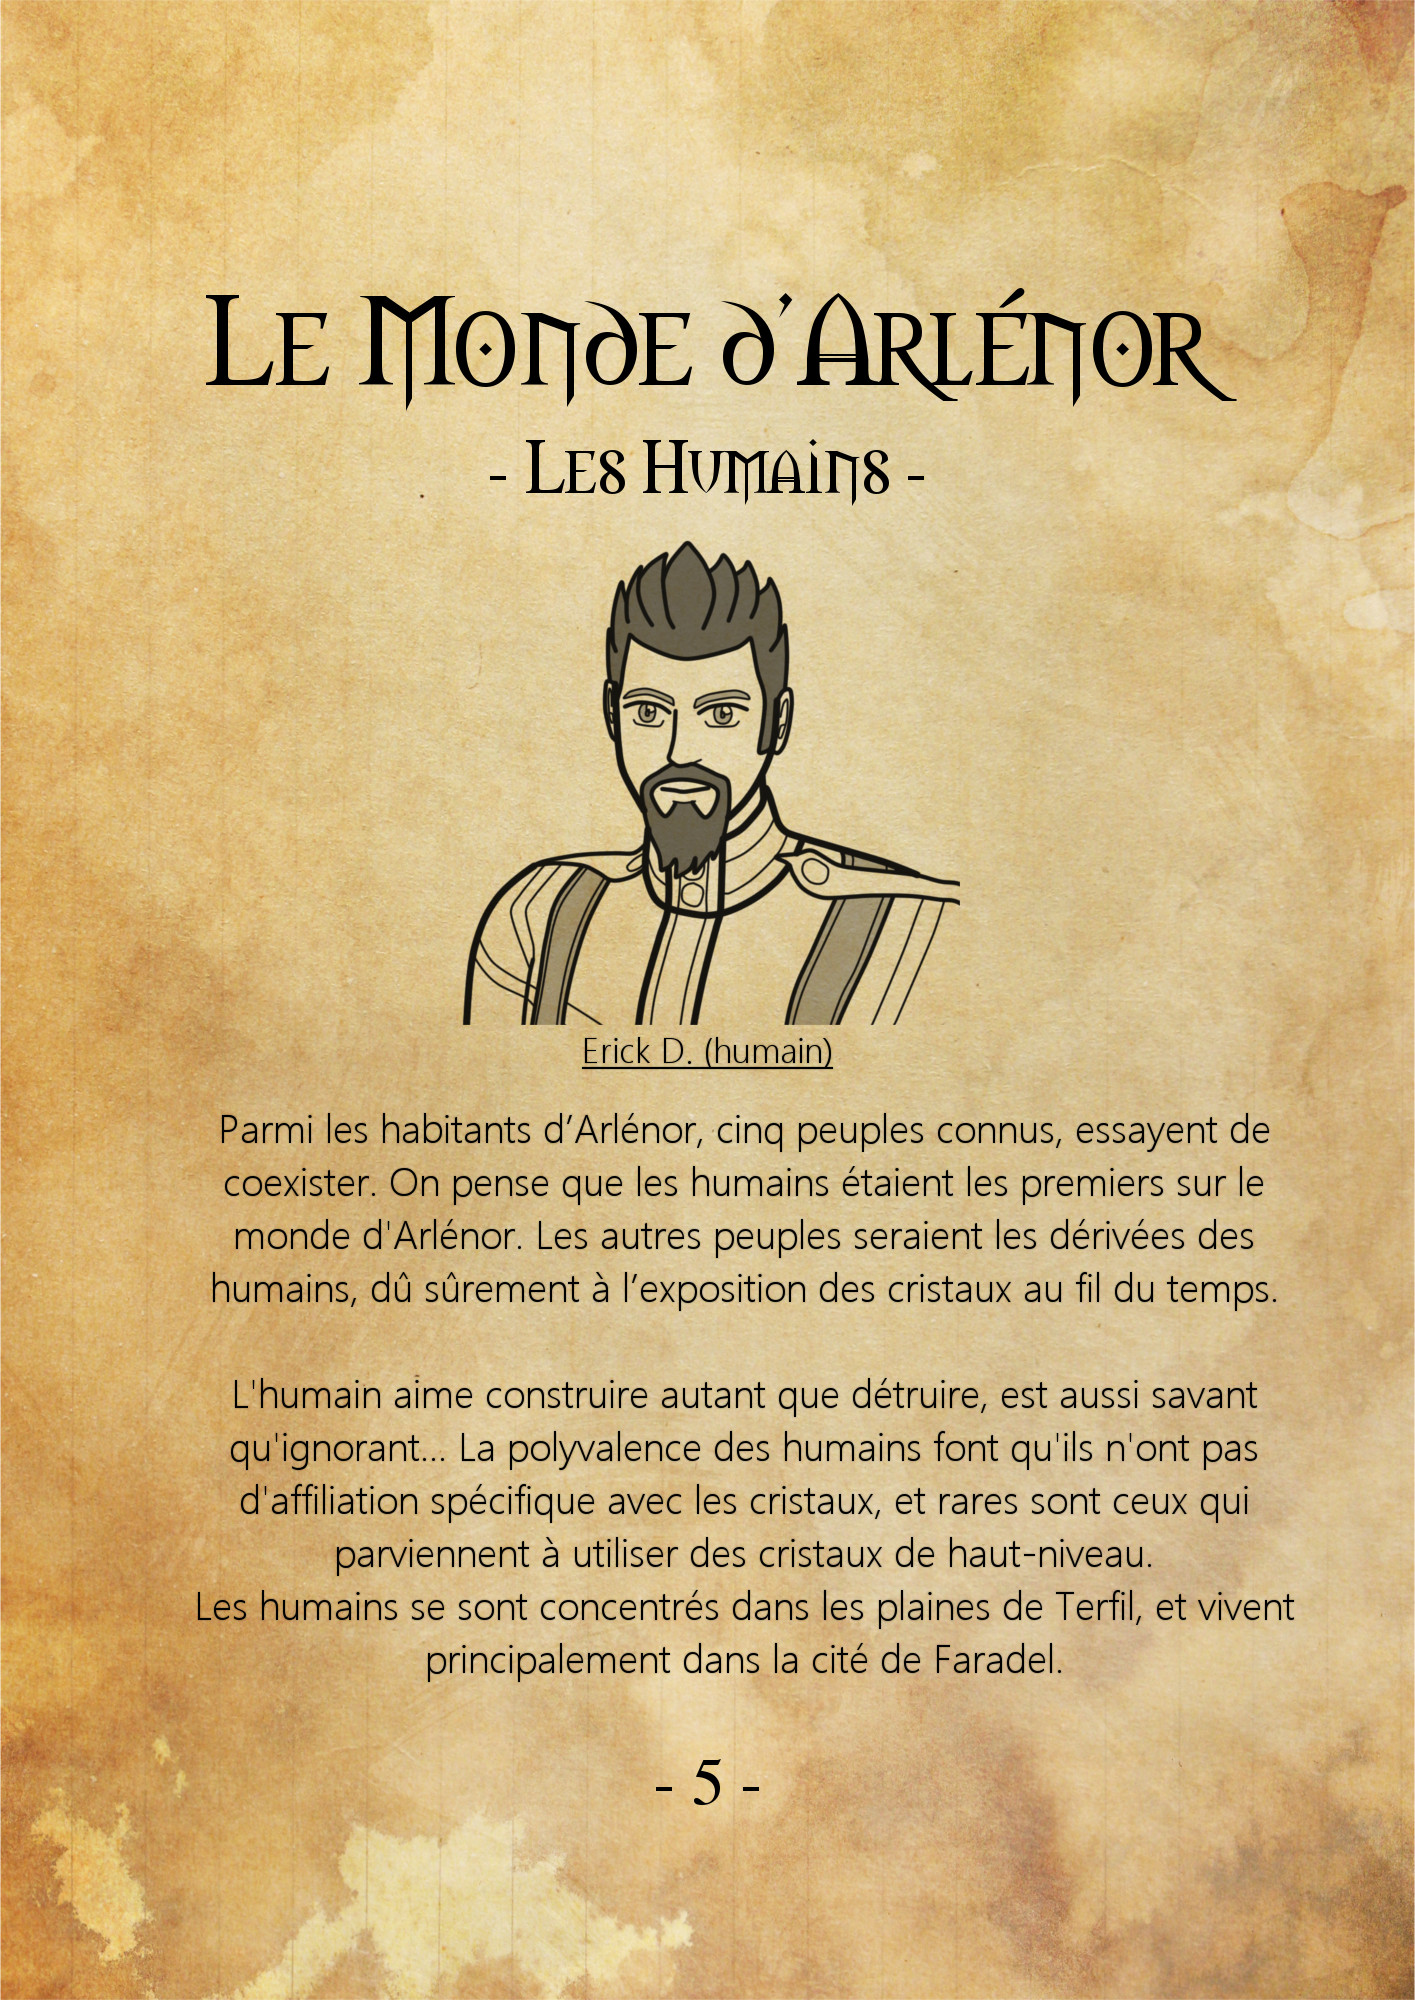 Le Monde d'Arlénor
- Les Humains -
Erick D. (humain)
Parmi les habitants d’Arlénor, cinq peuples connus, essayent de
coexister. On pense que les humains étaient les premiers sur le
monde d'Arlénor. Les autres peuples seraient les dérivées des
humains, dû sûrement à l’exposition des cristaux au fil du temps.
L'humain aime construire autant que détruire, est aussi savant
qu'ignorant... La polyvalence des humains font qu'ils n'ont pas
d'affiliation spécifique avec les cristaux, et rares sont ceux qui
parviennent à utiliser des cristaux de haut-niveau.
Les humains se sont concentrés dans les plaines de Terfil, et vivent
principalement dans la cité de Faradel.
- 5 -